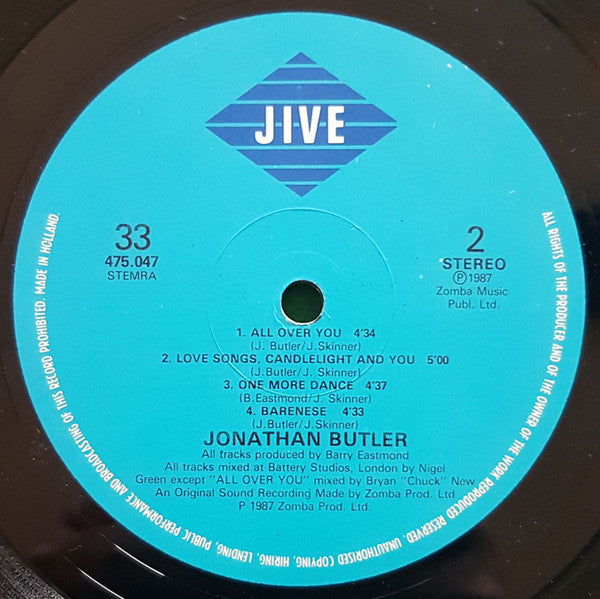 JIVE
33
475.047
STEMRA
2
STEREO
Ⓟ1987
Zomba Music
Publ. Ltd.
1. ALL OVER YOU 4'34
(J. Butler/J. Skinner)
2. LOVE SONGS, CANDLELIGHT AND YOU 5'00
(J. Butler/J. Skinner)
3. ONE MORE DANCE 4'37
(B. Eastmond/J. Skinner)
4. BARENESE 4'33
(J. Butler/J. Skinner)
JONATHAN BUTLER
All tracks produced by Barry Eastmond
All tracks mixed at Battery Studios, London by Nigel
Green except "ALL OVER YOU" mixed by Bryan "Chuck" New
An Original Sound Recording Made by Zomba Prod. Ltd
P 1987 Zomba Prod. Ltd.
ALL RIGHTS OF THE PRODUCER AND OF THE OWNER OF THE WORK REPRODUCED RESERVED. UNAUTHORISED COPYING, HIRING, LENDING, PUBLIC PERFORMANCE AND BROADCASTING OF THIS RECORD PROHIBITED. MADE IN HOLLAND.